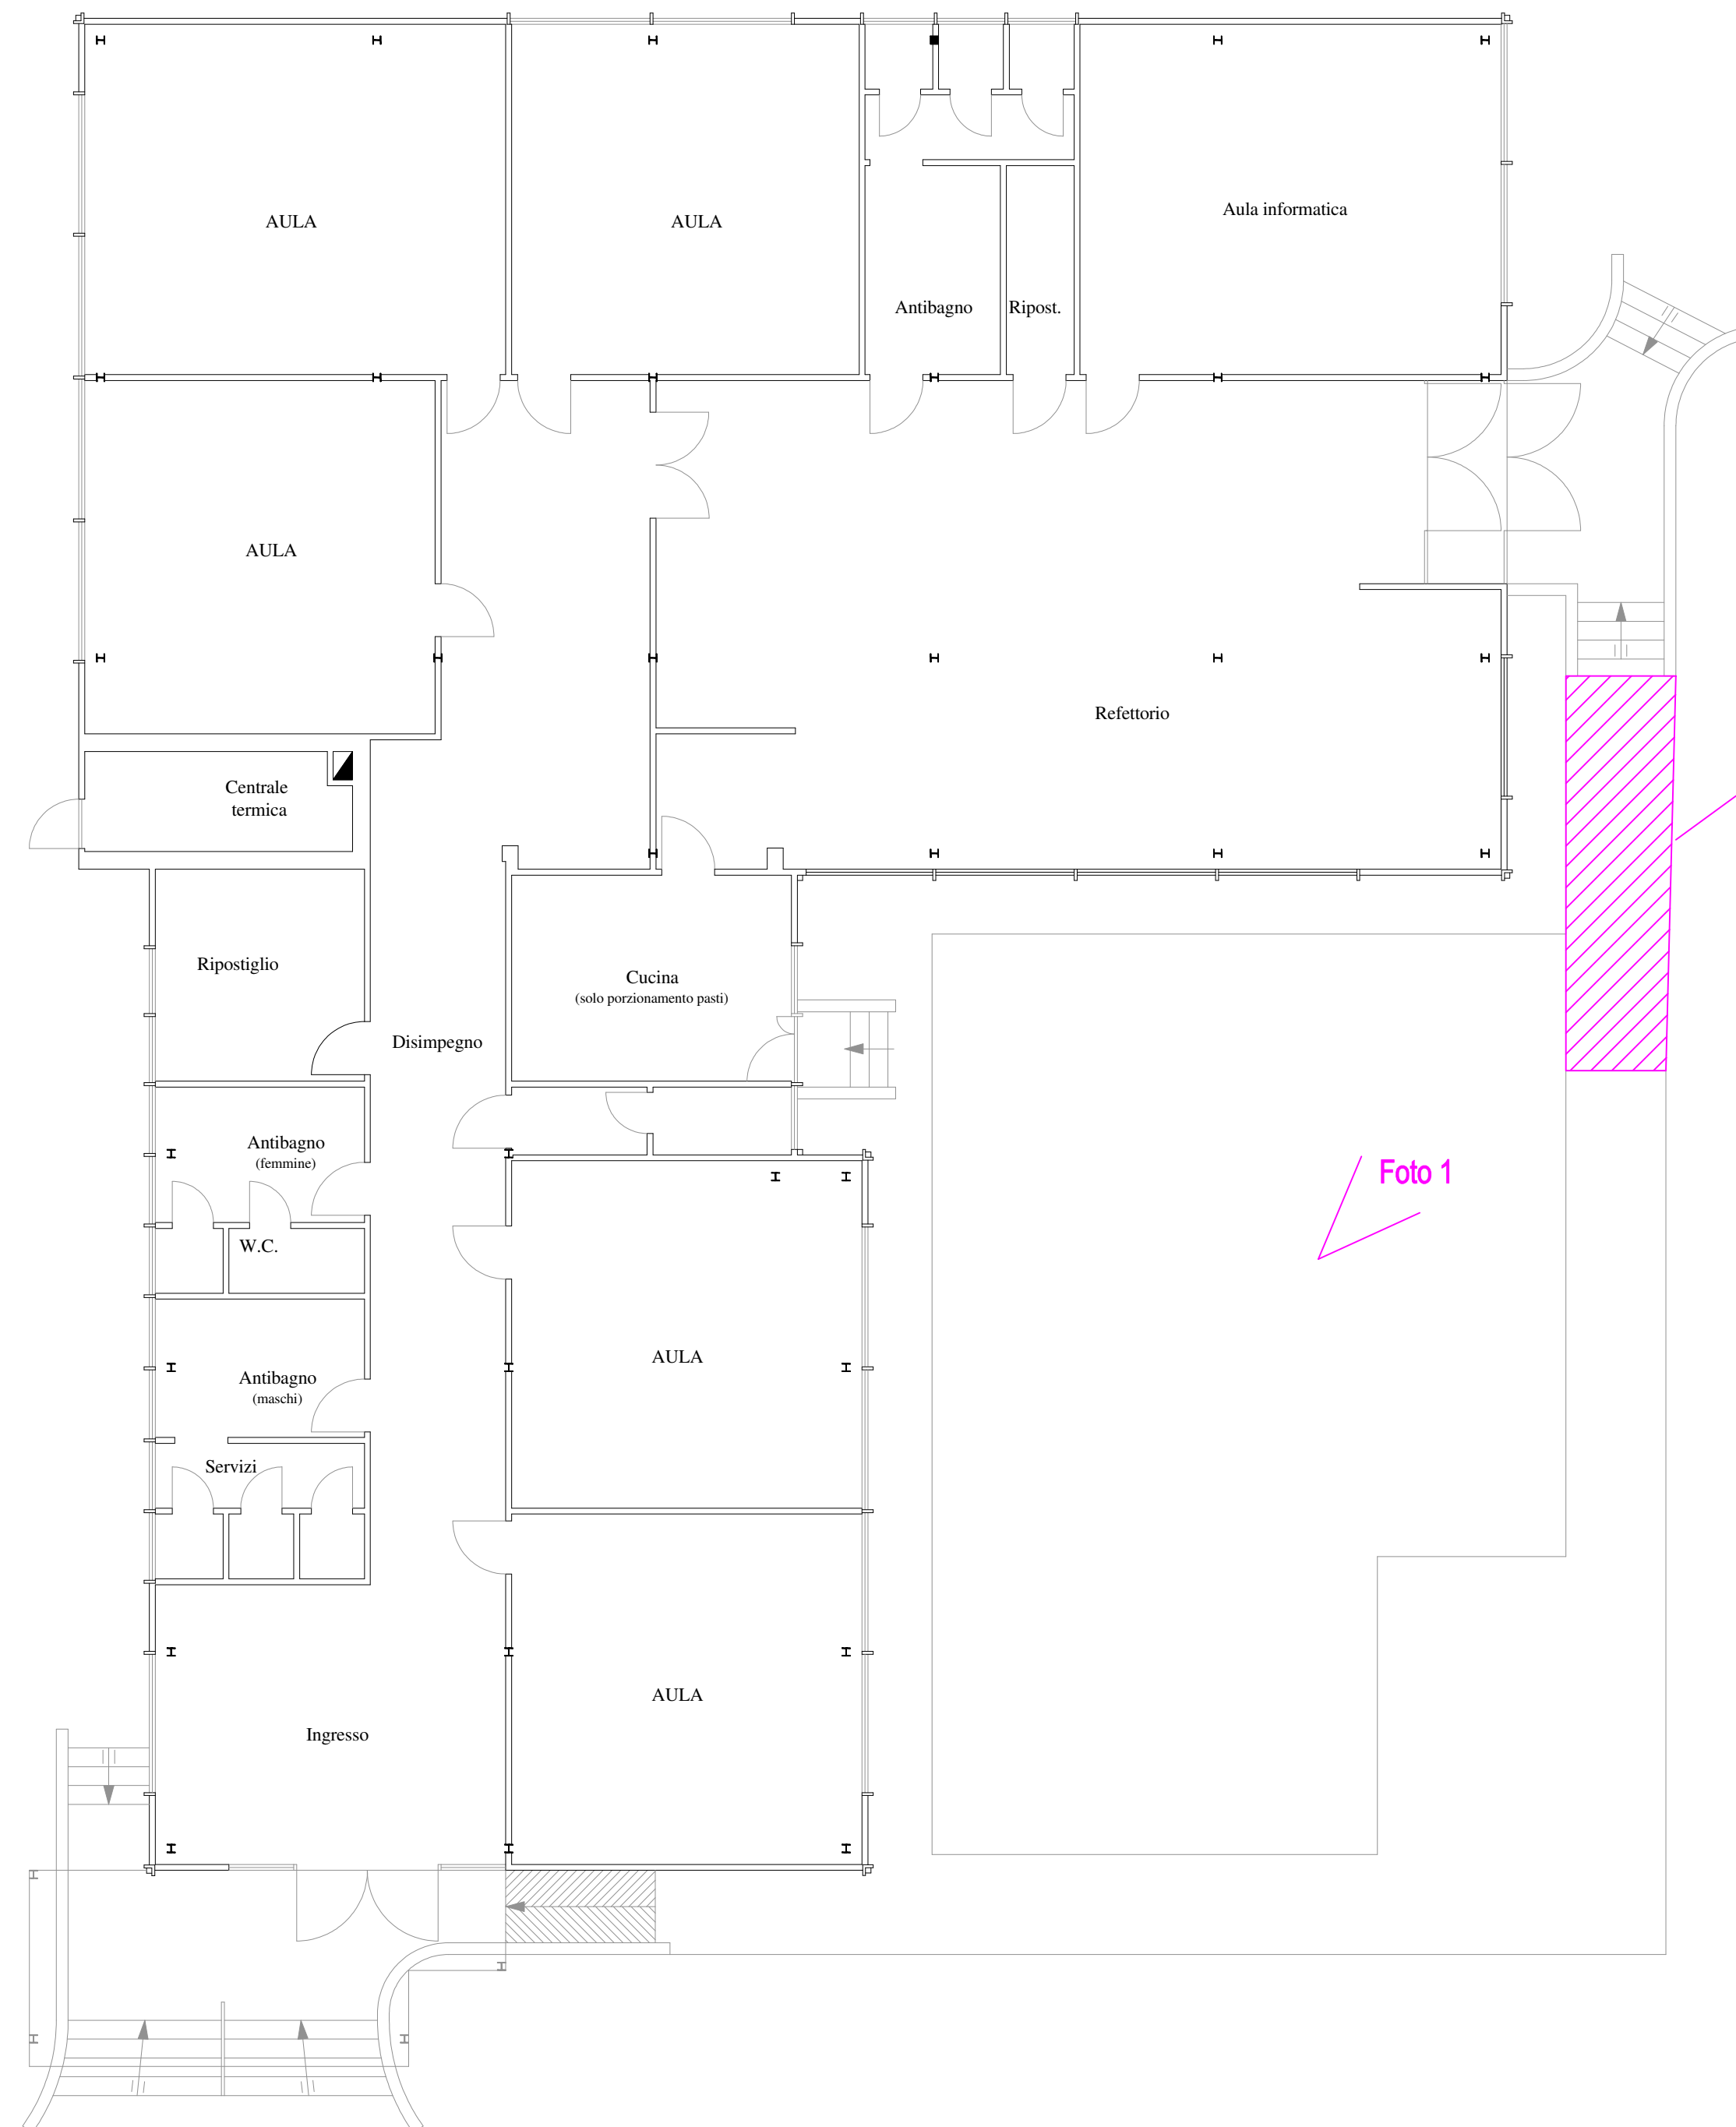 AULA
AULA
Aula informatica
Antibagno
Ripost.
AULA
Refettorio
Centrale
termica
Ripostiglio
Cucina
(solo porzionamento pasti)
Disimpegno
Antibagno
(femmine)
Foto 1
W.C.
AULA
Antibagno
(maschi)
Servizi
AULA
Ingresso